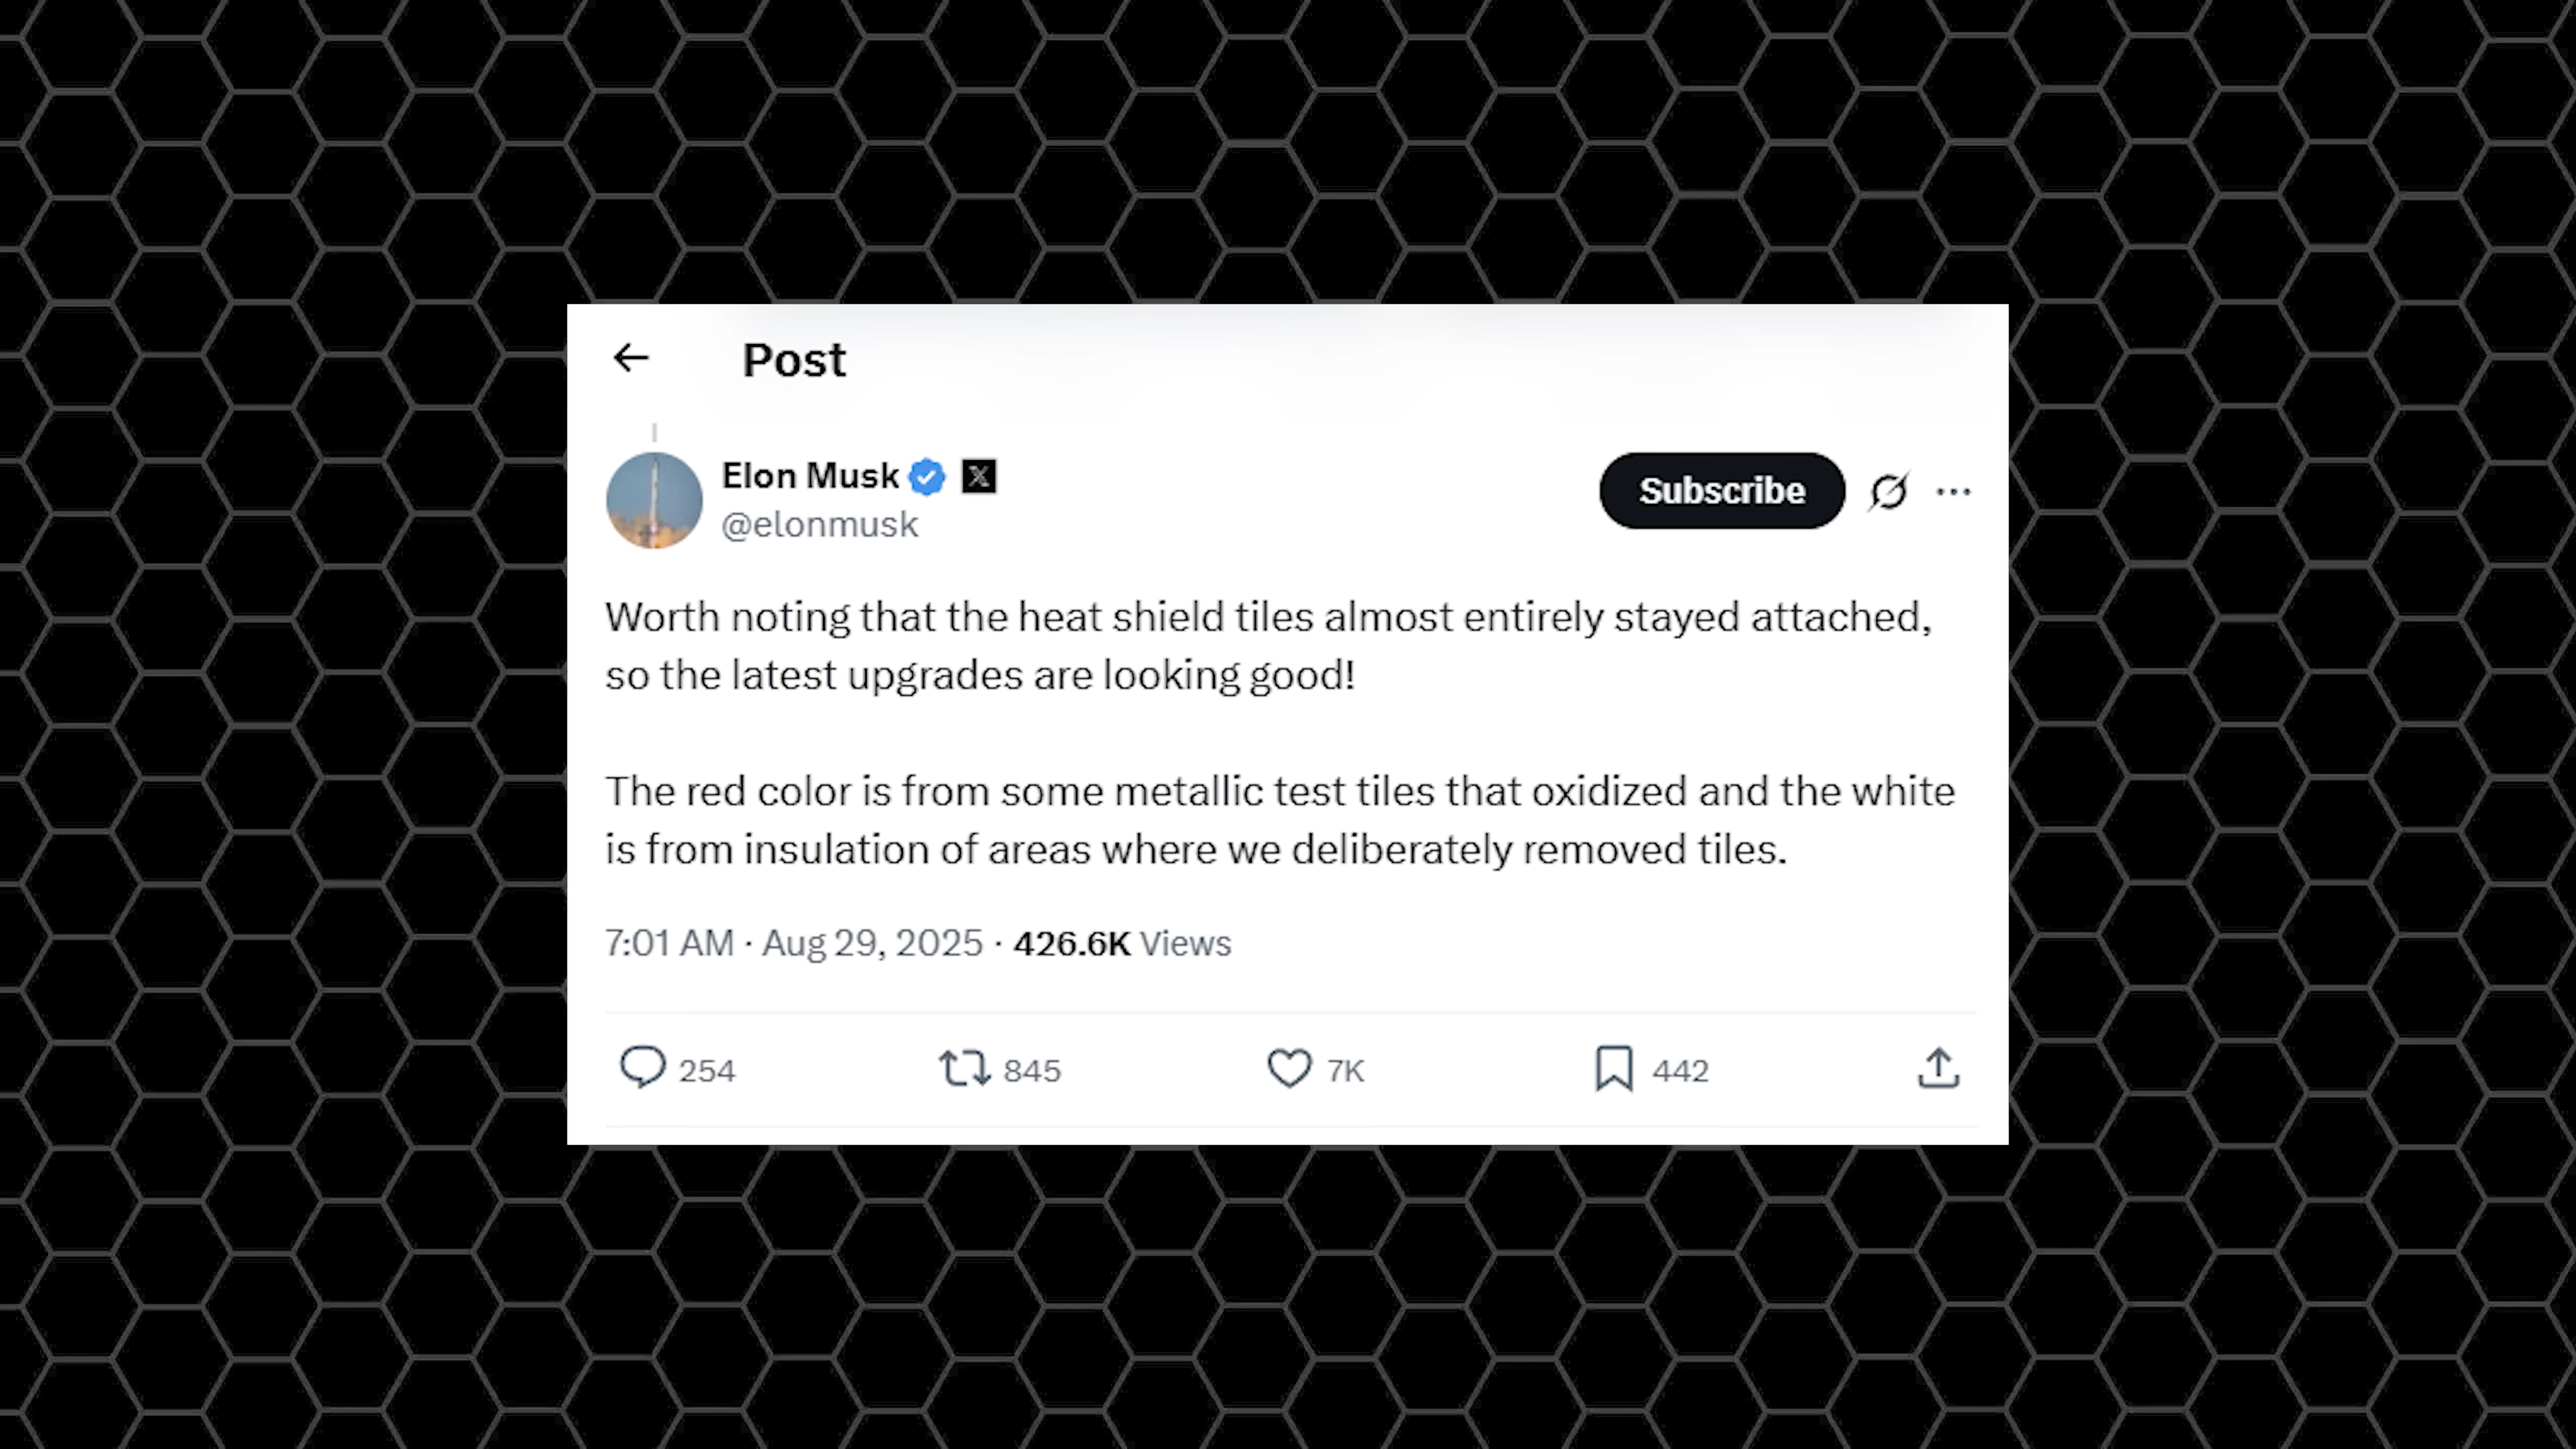 Post
Elon Musk
@elonmusk
Subscribe
Worth noting that the heat shield tiles almost entirely stayed attached,
so the latest upgrades are looking good!
The red color is from some metallic test tiles that oxidized and the white
is from insulation of areas where we deliberately removed tiles.
7:01 AM · Aug 29, 2025 · 426.6K Views
254 845 7K 442